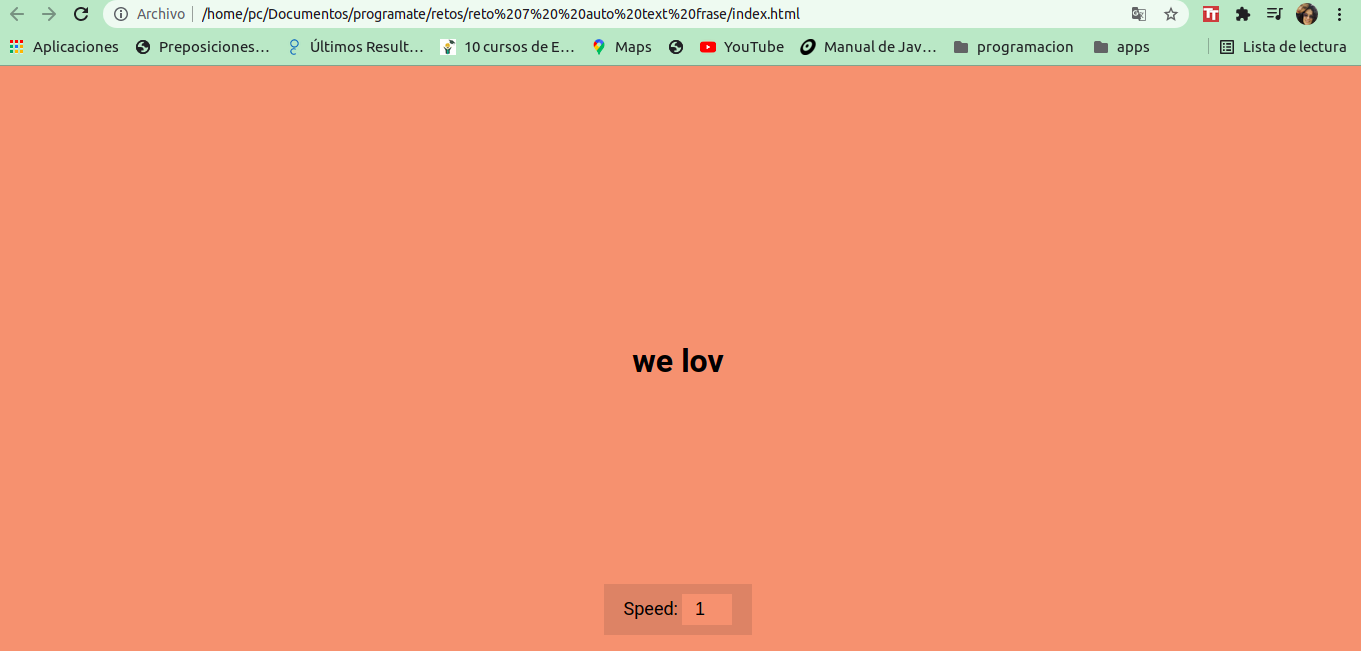 Archivo | /home/pc/Documentos/programate/retos/reto%207%20%20auto%20text%20frase/index.html
Aplicaciones Preposiciones... Últimos Result... 10 cursos de E... Maps YouTube Manual de Jav... programacion apps Lista de lectura
we lov
Speed: 1